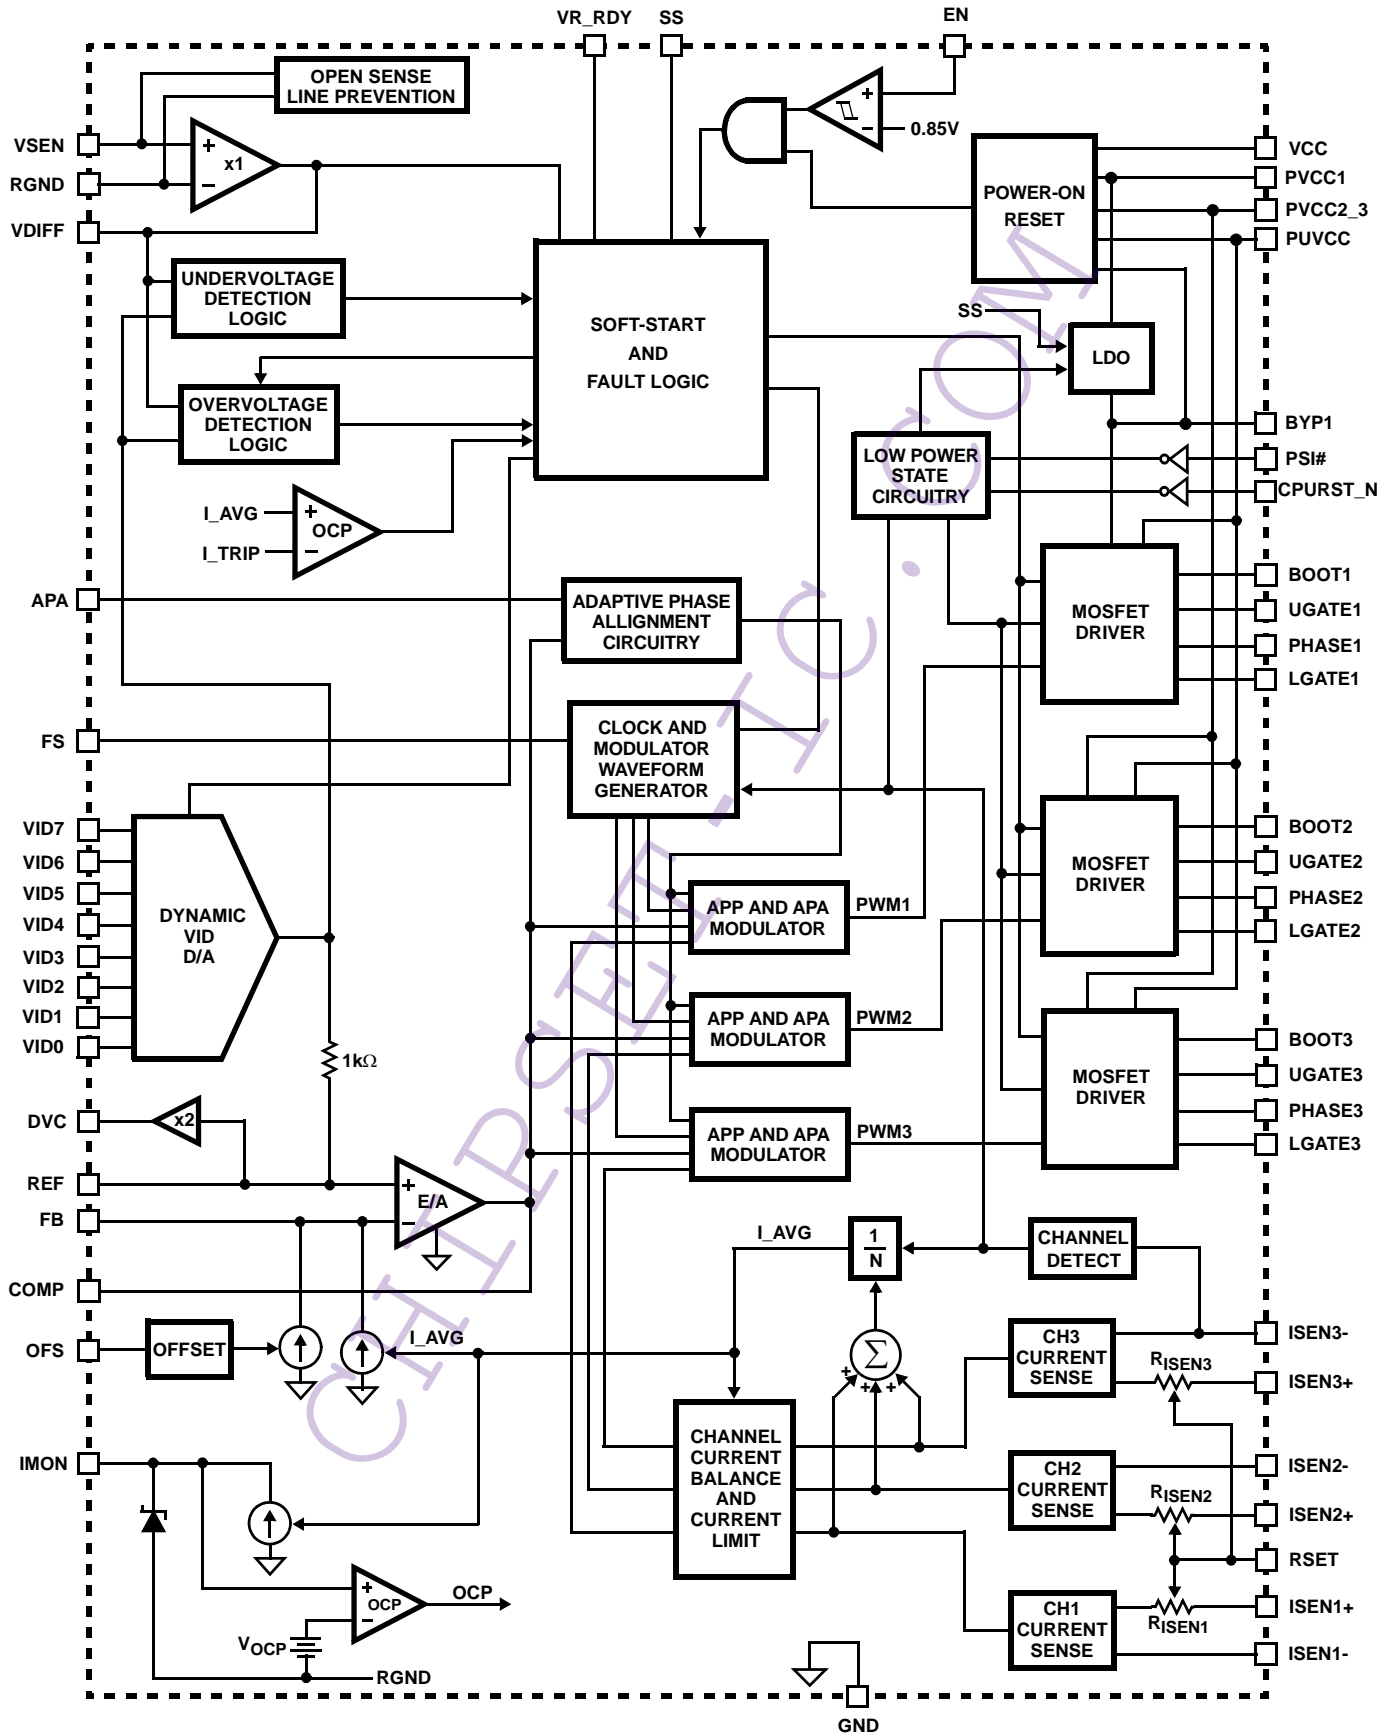 VR_RDY
SS
EN
OPEN SENSE
LINE PREVENTION
VSEN
RGND
VDIFF
+
x1
−
+
−
0.85V
POWER-ON
RESET
VCC
PVCC1
PVCC2_3
PUVCC
UNDERVOLTAGE
DETECTION
LOGIC
SOFT-START
AND
FAULT LOGIC
SS
LDO
OVERVOLTAGE
DETECTION
LOGIC
BYP1
LOW POWER
STATE
CIRCUITRY
PSI#
CPURST_N
I_AVG
I_TRIP
+
OCP
−
APA
ADAPTIVE PHASE
ALLIGNMENT
CIRCUITRY
MOSFET
DRIVER
BOOT1
UGATE1
PHASE1
LGATE1
FS
CLOCK AND
MODULATOR
WAVEFORM
GENERATOR
VID7
VID6
VID5
VID4
VID3
VID2
VID1
VID0
DYNAMIC
VID
D/A
MOSFET
DRIVER
BOOT2
UGATE2
PHASE2
LGATE2
APP AND APA
MODULATOR
PWM1
APP AND APA
MODULATOR
PWM2
1kΩ
MOSFET
DRIVER
BOOT3
UGATE3
PHASE3
LGATE3
APP AND APA
MODULATOR
PWM3
DVC
x2
REF
FB
+
E/A
−
COMP
I_AVG
1
N
CHANNEL
DETECT
OFS
OFFSET
I_AVG
Σ
+
+
+
CH3
CURRENT
SENSE
RISEN3
ISEN3-
ISEN3+
IMON
CHANNEL
CURRENT
BALANCE
AND
CURRENT
LIMIT
CH2
CURRENT
SENSE
RISEN2
ISEN2-
ISEN2+
RSET
+
OCP
−
OCP
VOCP
RGND
CH1
CURRENT
SENSE
RISEN1
ISEN1+
ISEN1-
GND
CHIPSET-IC.COM